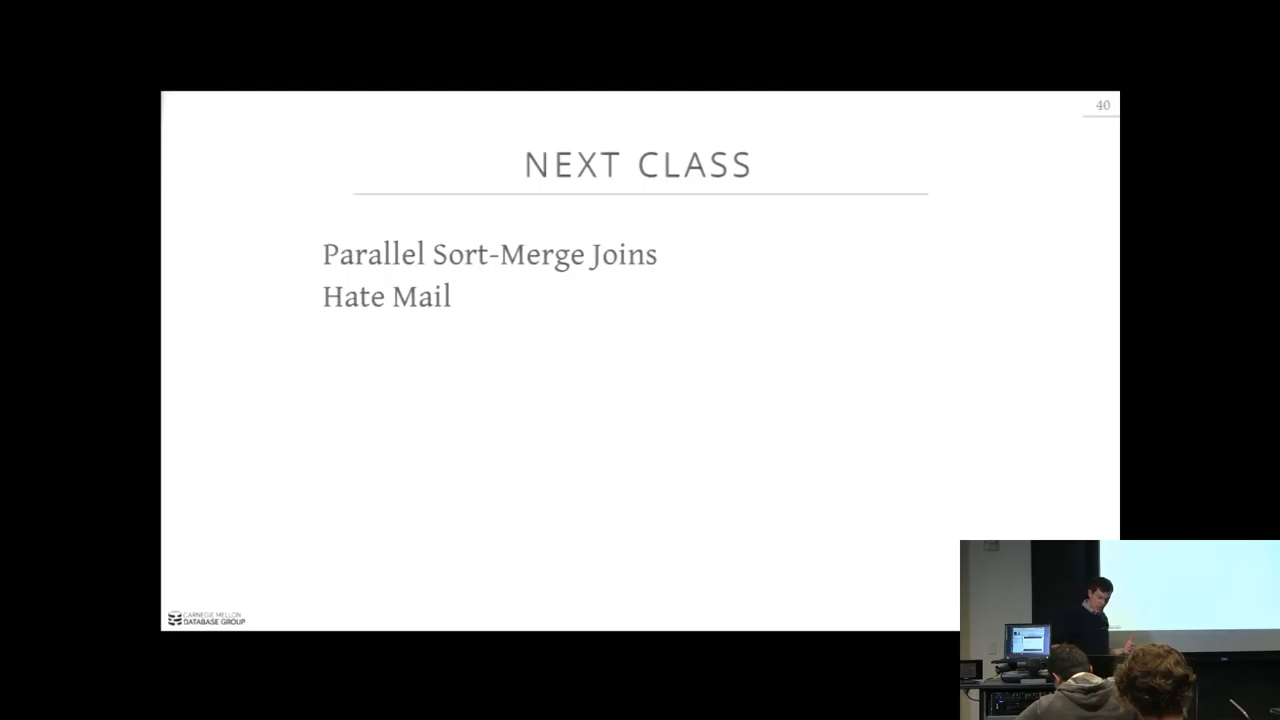 40
NEXT CLASS
Parallel Sort-Merge Joins
Hate Mail
CARNEGIE MELLON
DATABASE GROUP